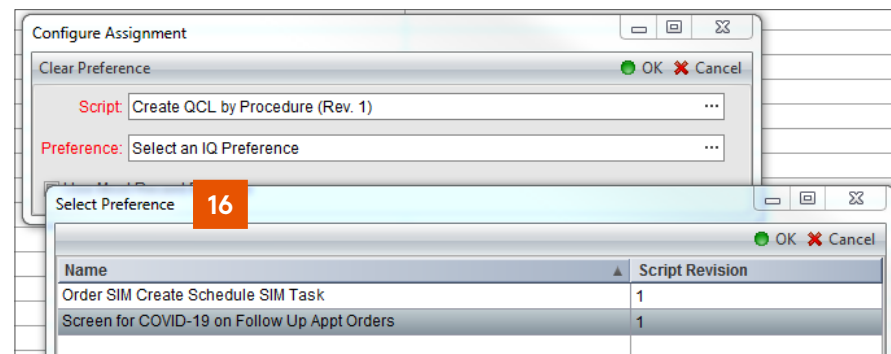 Configure Assignment
Clear Preference OK Cancel
Script: Create QCL by Procedure (Rev. 1) ...
Preference: Select an IQ Preference ...
Select Preference 16
OK Cancel
Name Script Revision
Order SIM Create Schedule SIM Task 1
Screen for COVID-19 on Follow Up Appt Orders 1